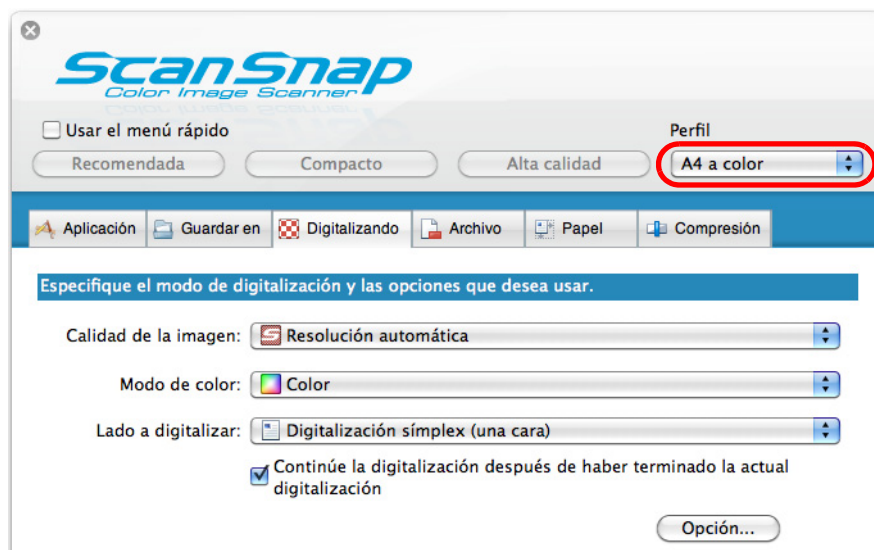 ScanSnap
Color Image Scanner
Usar el menú rápido
Perfil
Recomendada Compacto Alta calidad A4 a color
Aplicación Guardar en Digitalizando Archivo Papel Compresión
Especifique el modo de digitalización y las opciones que desea usar.
Calidad de la imagen: Resolución automática
Modo de color: Color
Lado a digitalizar: Digitalización símplex (una cara)
Continúe la digitalización después de haber terminado la actual
digitalización
Opción...